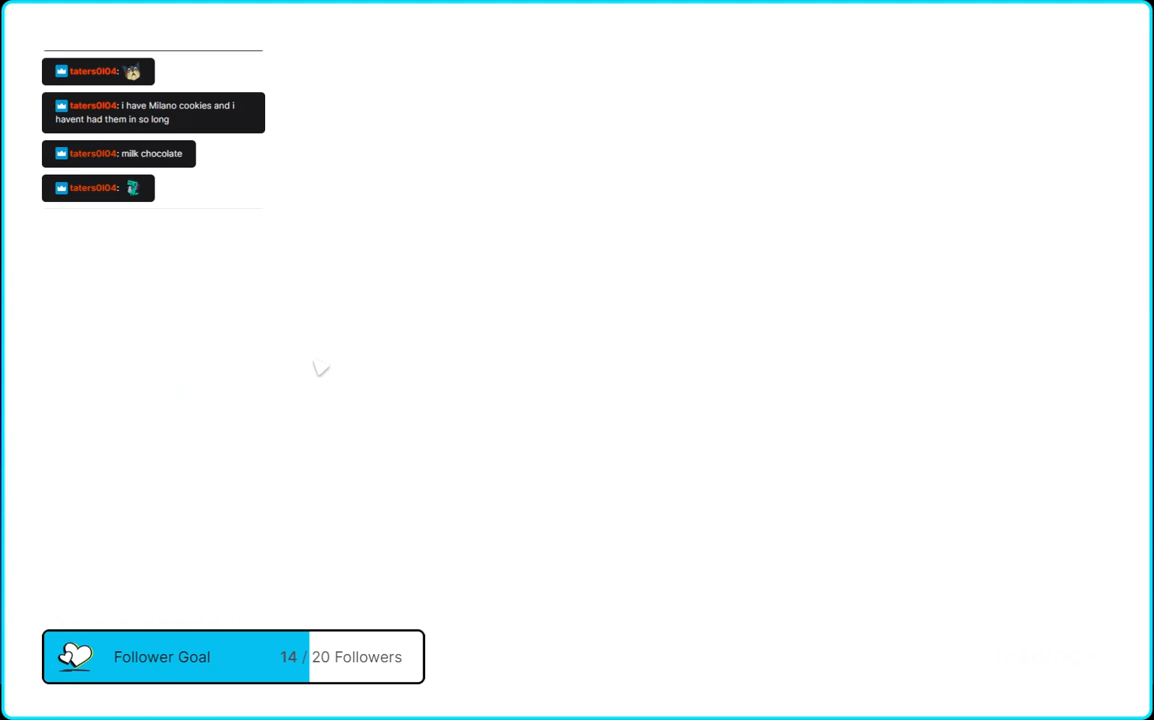 taters0l04:
taters0l04: i have Milano cookies and i
havent had them in so long
taters0l04: milk chocolate
taters0l04:
Follower Goal 14 / 20 Followers